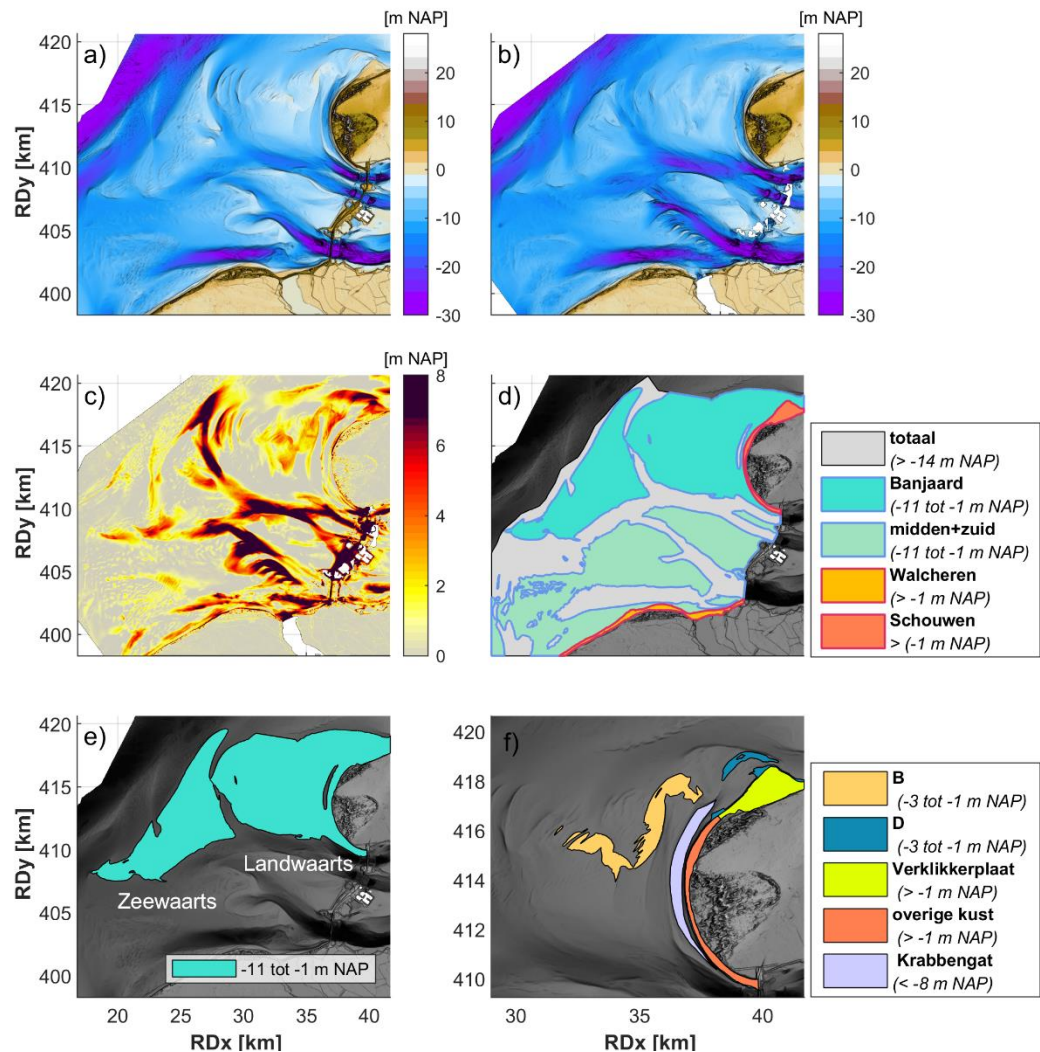 [m NAP]
[m NAP]
a)
b)
420
415
410
405
400
RDy [km]
20
10
0
-10
-20
-30
20
10
0
-10
-20
-30
[m NAP]
c)
d)
420
415
410
405
400
RDy [km]
8
6
4
2
0
totaal
(> -14 m NAP)
Banjaard
(-11 tot -1 m NAP)
midden+zuid
(-11 tot -1 m NAP)
Walcheren
(> -1 m NAP)
Schouwen
> (-1 m NAP)
e)
f)
420
415
410
405
400
RDy [km]
Landwaarts
Zeewaarts
-11 tot -1 m NAP
20
25
30
35
40
RDx [km]
420
418
416
414
412
410
30
35
40
RDx [km]
B
(-3 tot -1 m NAP)
D
(-3 tot -1 m NAP)
Verklikkerplaat
(> -1 m NAP)
overige kust
(> -1 m NAP)
Krabbengat
(< -8 m NAP)